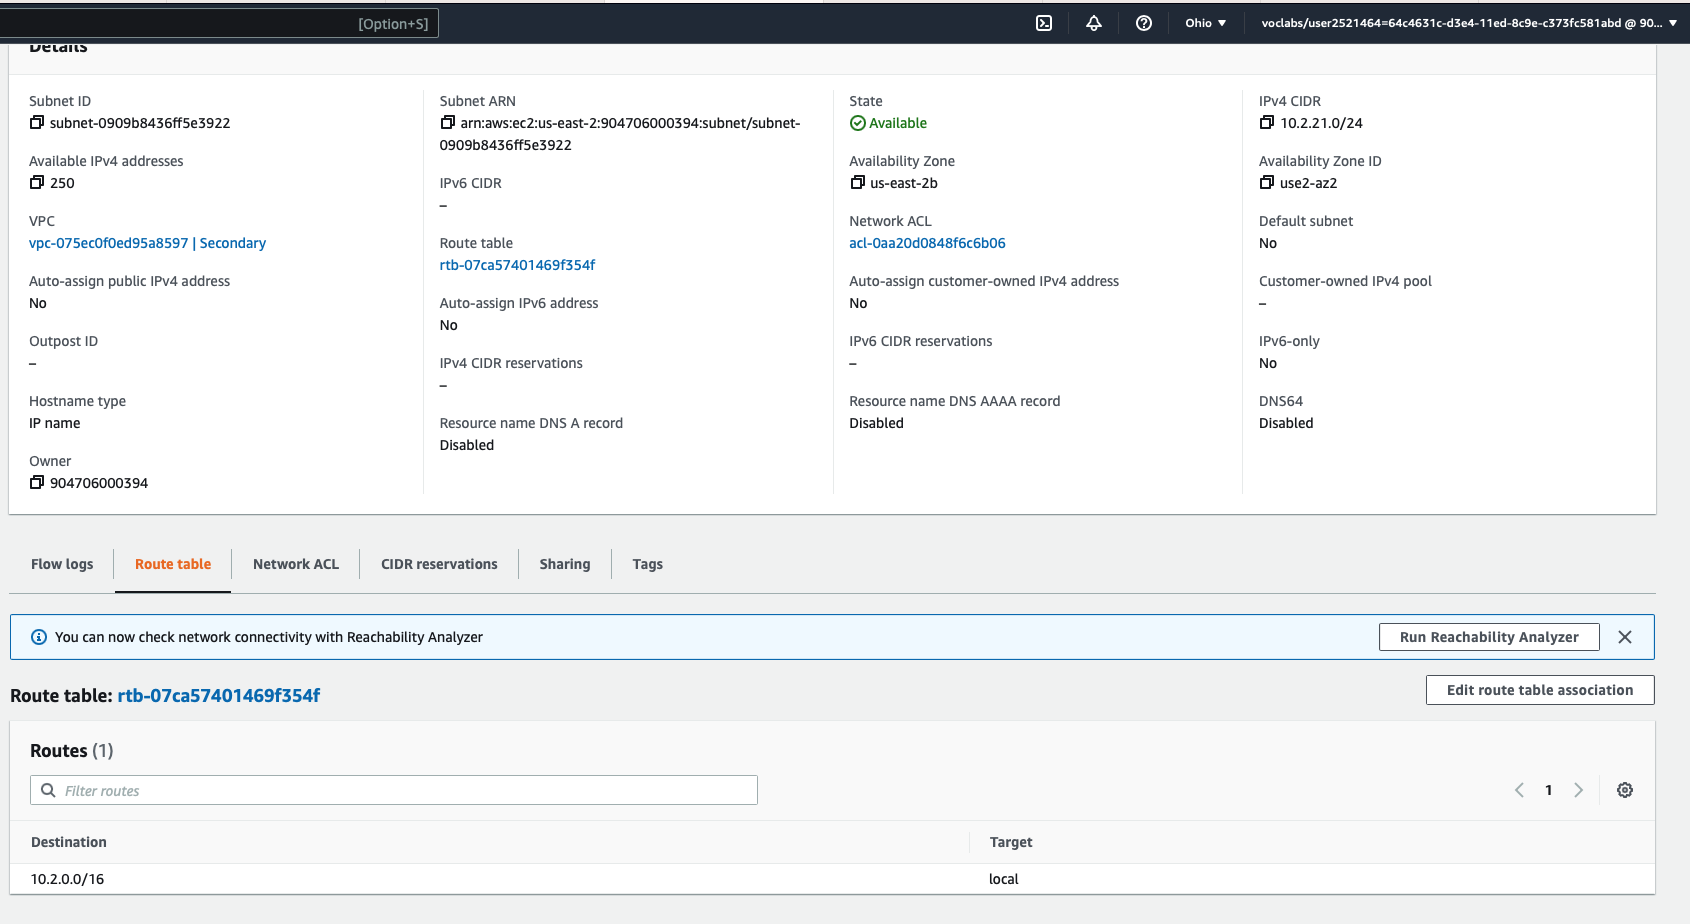 [Option+S]
Ohio ▼
voclabs/user2521464=64c4631c-d3e4-11ed-8c9e-c373fc581abd @ 90... ▼
Details
Subnet ID
subnet-0909b8436ff5e3922
Available IPv4 addresses
250
VPC
vpc-075ec0f0ed95a8597 | Secondary
Auto-assign public IPv4 address
No
Outpost ID
–
Hostname type
IP name
Owner
904706000394
Subnet ARN
arn:aws:ec2:us-east-2:904706000394:subnet/subnet-
0909b8436ff5e3922
IPv6 CIDR
–
Route table
rtb-07ca57401469f354f
Auto-assign IPv6 address
No
IPv4 CIDR reservations
–
Resource name DNS A record
Disabled
State
Available
Availability Zone
us-east-2b
Network ACL
acl-0aa20d0848f6c6b06
Auto-assign customer-owned IPv4 address
No
IPv6 CIDR reservations
–
Resource name DNS AAAA record
Disabled
IPv4 CIDR
10.2.21.0/24
Availability Zone ID
use2-az2
Default subnet
No
Customer-owned IPv4 pool
–
IPv6-only
No
DNS64
Disabled
Flow logs
Route table
Network ACL
CIDR reservations
Sharing
Tags
You can now check network connectivity with Reachability Analyzer
Run Reachability Analyzer
Route table: rtb-07ca57401469f354f
Edit route table association
Routes (1)
Filter routes
1
Destination
Target
10.2.0.0/16
local